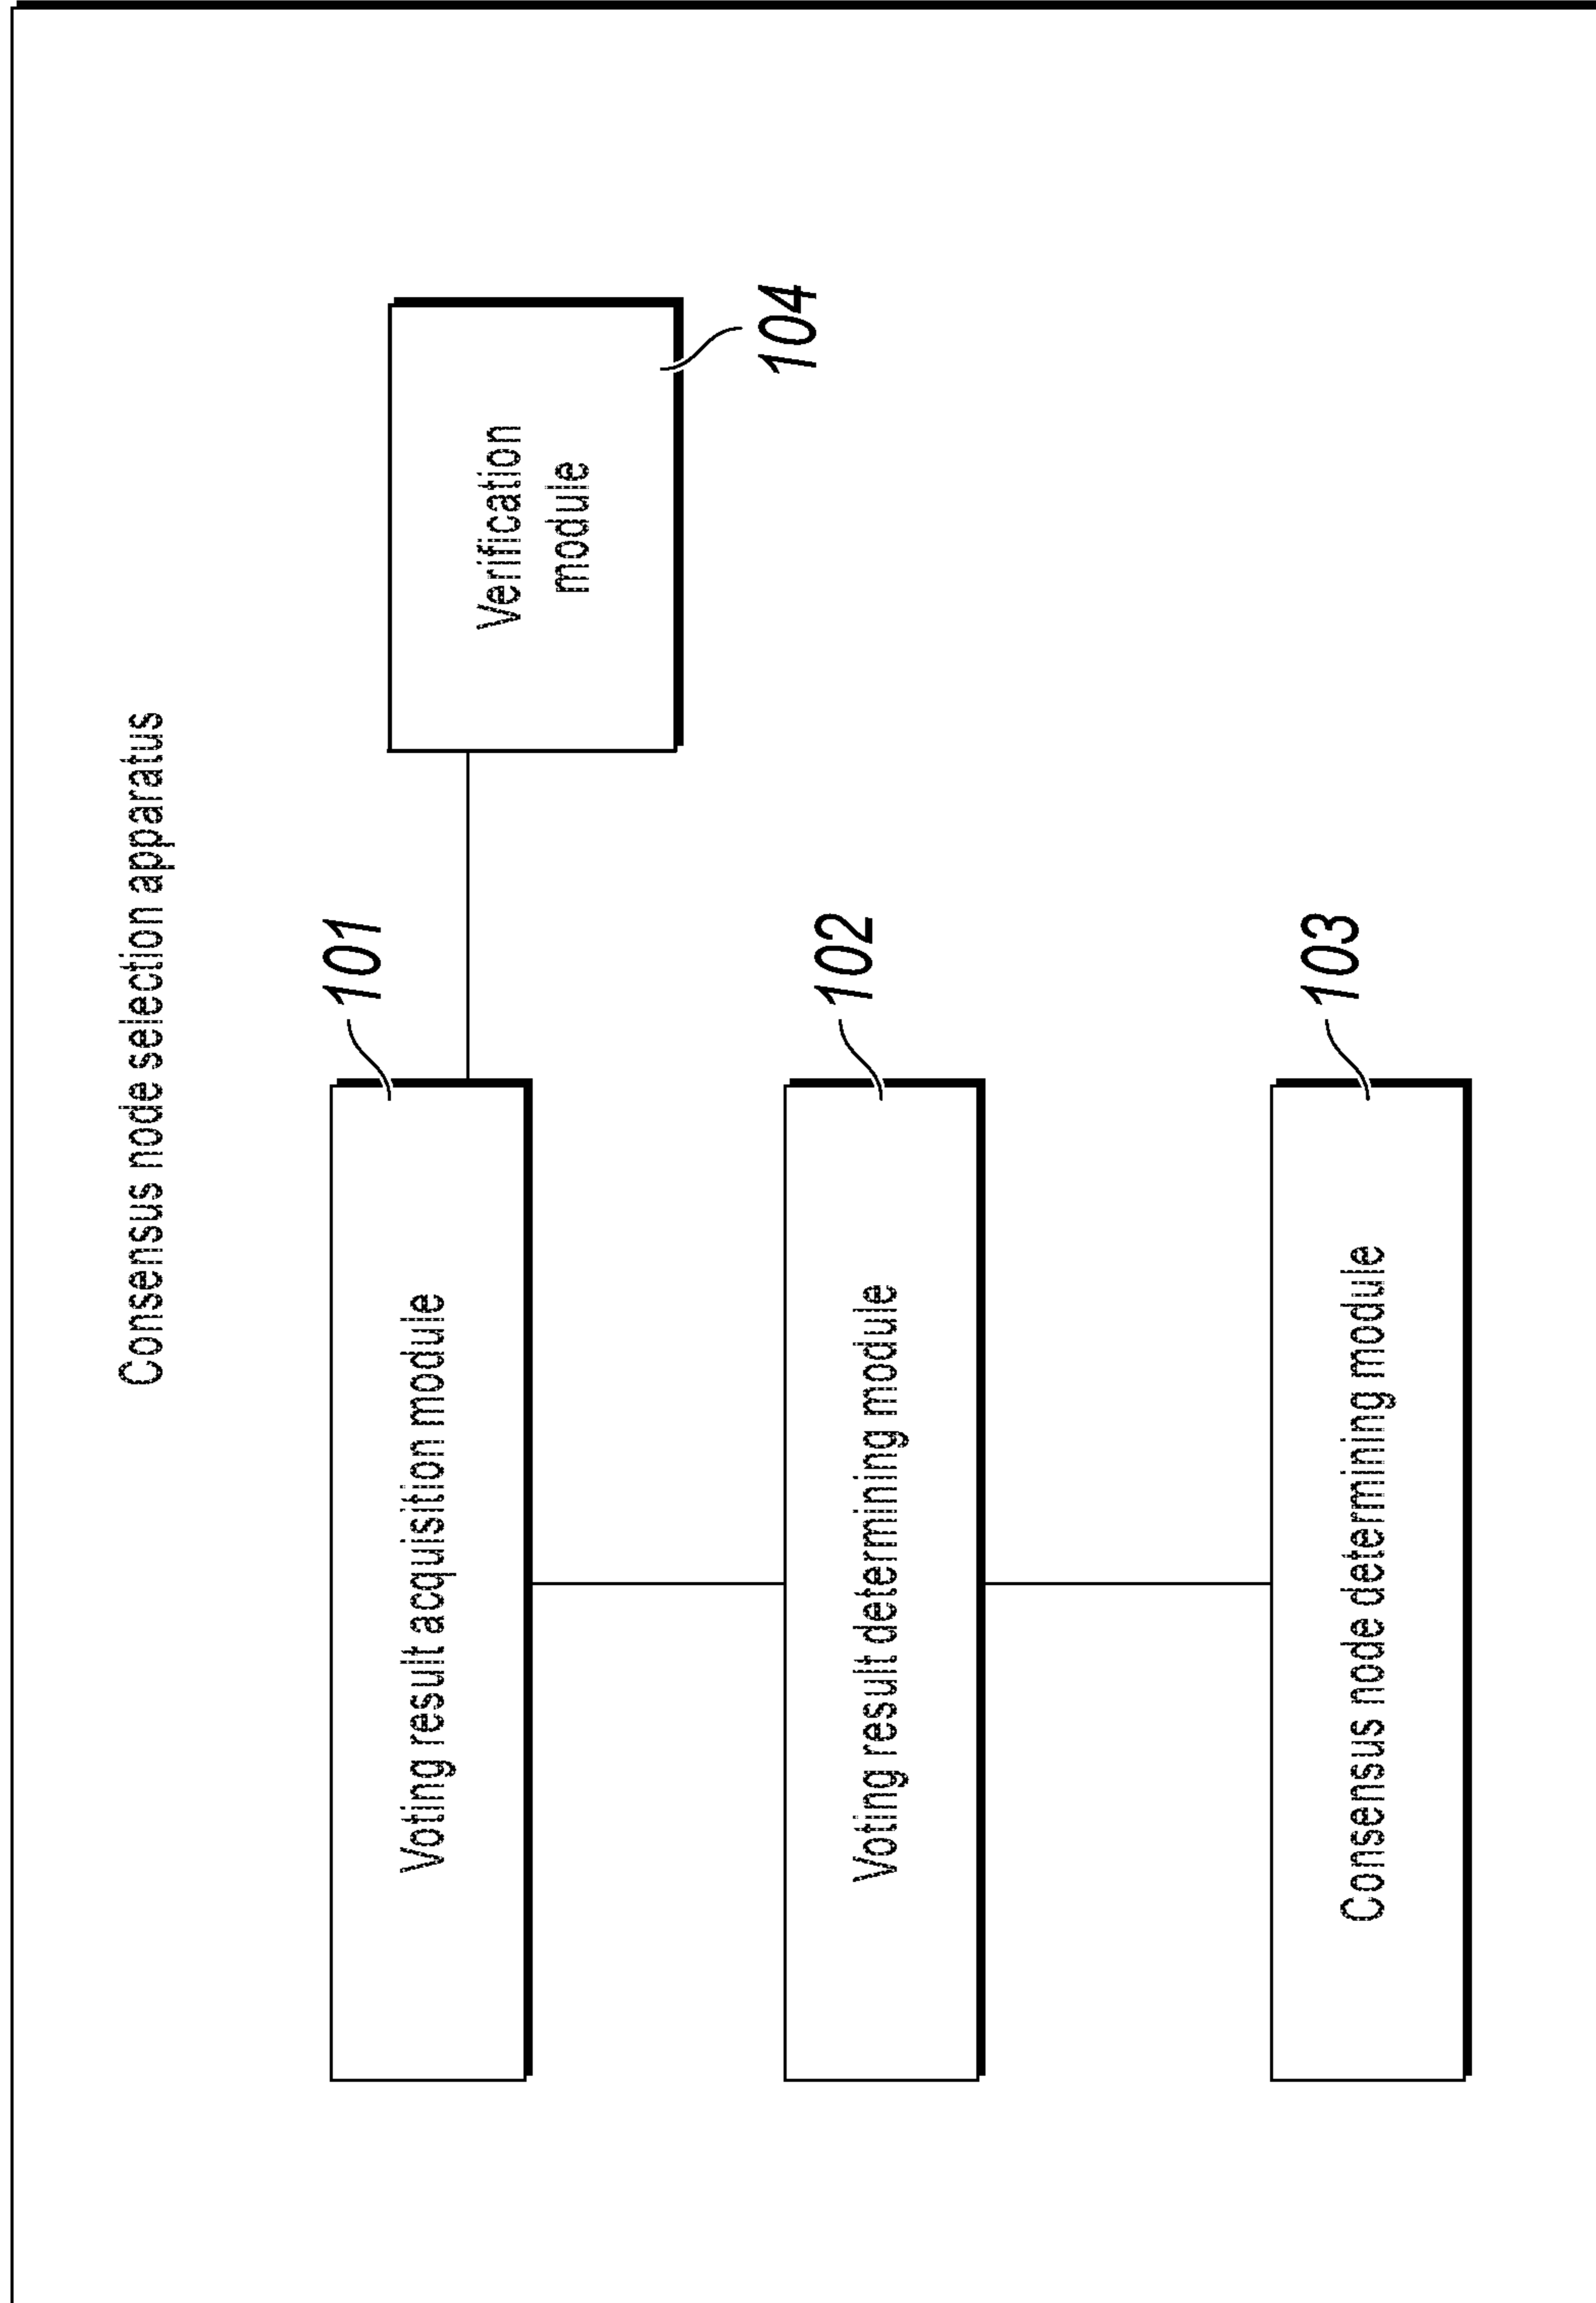 Consensus node selection apparatus
101
Voting result acquisition module
Verification
module
104
102
Voting result determining module
103
Consensus node determining module